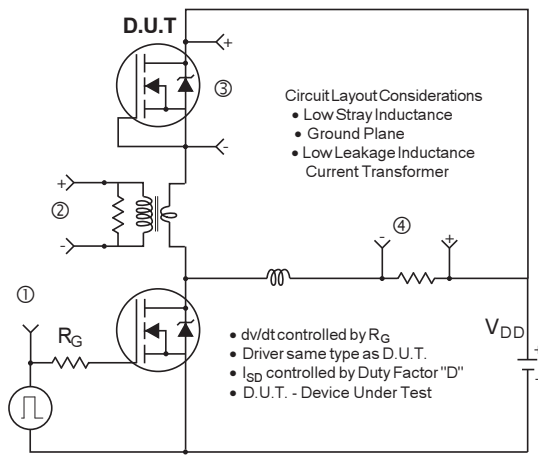 D.U.T
+
③
-
Circuit Layout Considerations
• Low Stray Inductance
• Ground Plane
• Low Leakage Inductance
Current Transformer
+
②
-
④
-
+
①
RG
VDD
+
-
• dv/dt controlled by RG
• Driver same type as D.U.T.
• ISD controlled by Duty Factor "D"
• D.U.T. - Device Under Test